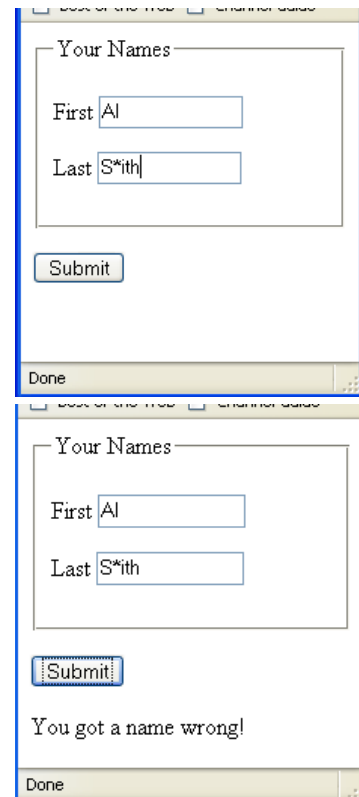 Your Names
First Al
Last S*ith
Submit
Done
Your Names
First Al
Last S*ith
Submit
You got a name wrong!
Done